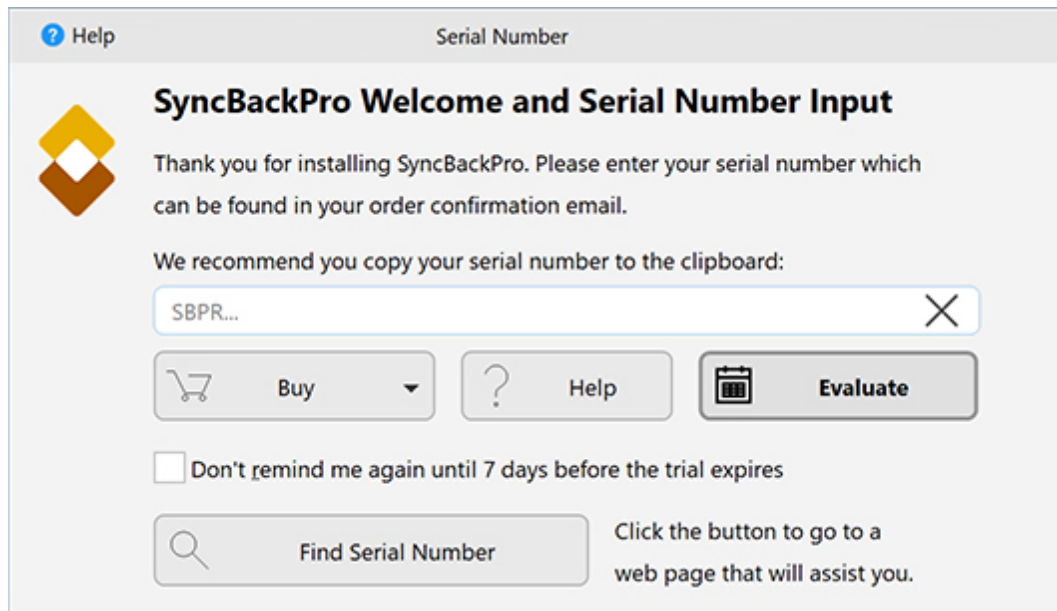 Help
Serial Number
SyncBackPro Welcome and Serial Number Input
Thank you for installing SyncBackPro. Please enter your serial number which
can be found in your order confirmation email.
We recommend you copy your serial number to the clipboard:
SBPR...
Buy
Help
Evaluate
Don't remind me again until 7 days before the trial expires
Find Serial Number
Click the button to go to a
web page that will assist you.